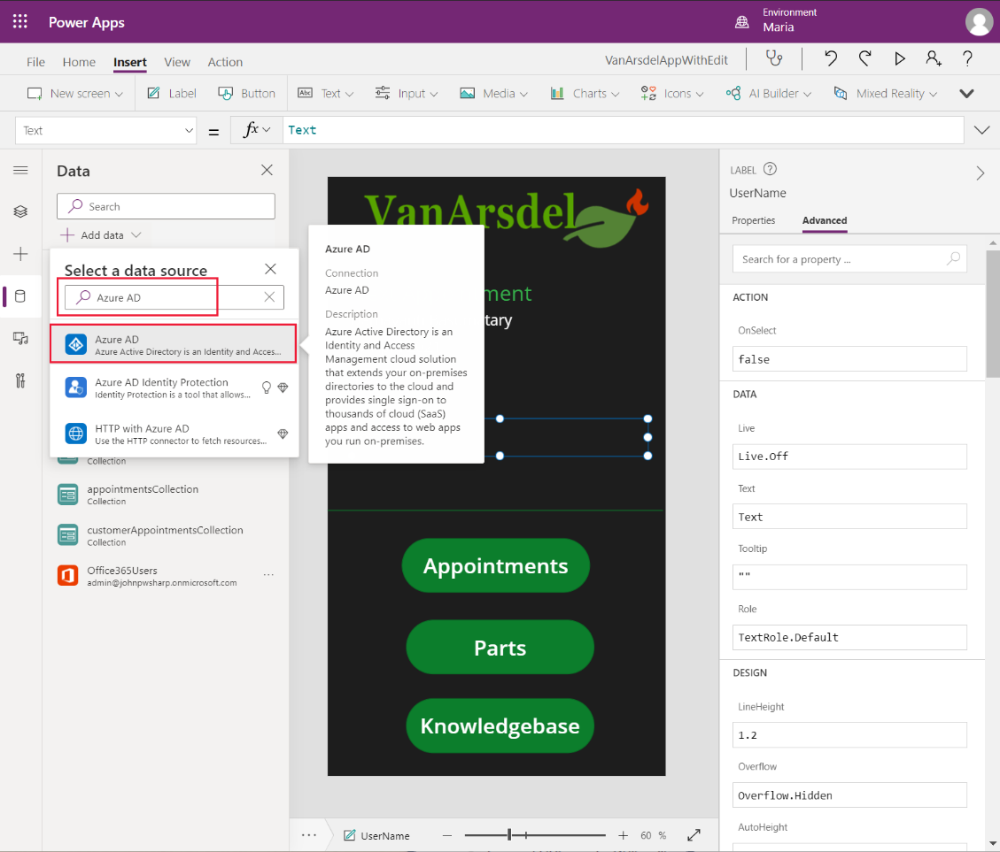 Power Apps
Environment
Maria
File Home Insert View Action
VanArsdelAppWithEdit
New screen Label Button Abc Text Input Media Charts Icons AI Builder Mixed Reality
Text = fx Text
Data
Search
Add data
Select a data source
Azure AD
Azure AD
Azure Active Directory is an Identity and Acces...
Azure AD Identity Protection
Identity Protection is a tool that allows...
HTTP with Azure AD
Use the HTTP connector to fetch resources...
Collection
appointmentsCollection
Collection
customerAppointmentsCollection
Collection
Office365Users
admin@johnpwsharp.onmicrosoft.com
...
Azure AD
Connection
Azure AD
Description
Azure Active Directory is an
Identity and Access
Management cloud solution
that extends your on-premises
directories to the cloud and
provides single sign-on to
thousands of cloud (SaaS)
apps and access to web apps
you run on-premises.
VanArsdel
ment
tary
Appointments
Parts
Knowledgebase
... UserName — + 60 %
LABEL ?
UserName
Properties Advanced
Search for a property ...
ACTION
OnSelect
false
DATA
Live
Live.Off
Text
Text
Tooltip
""
Role
TextRole.Default
DESIGN
LineHeight
1.2
Overflow
Overflow.Hidden
AutoHeight